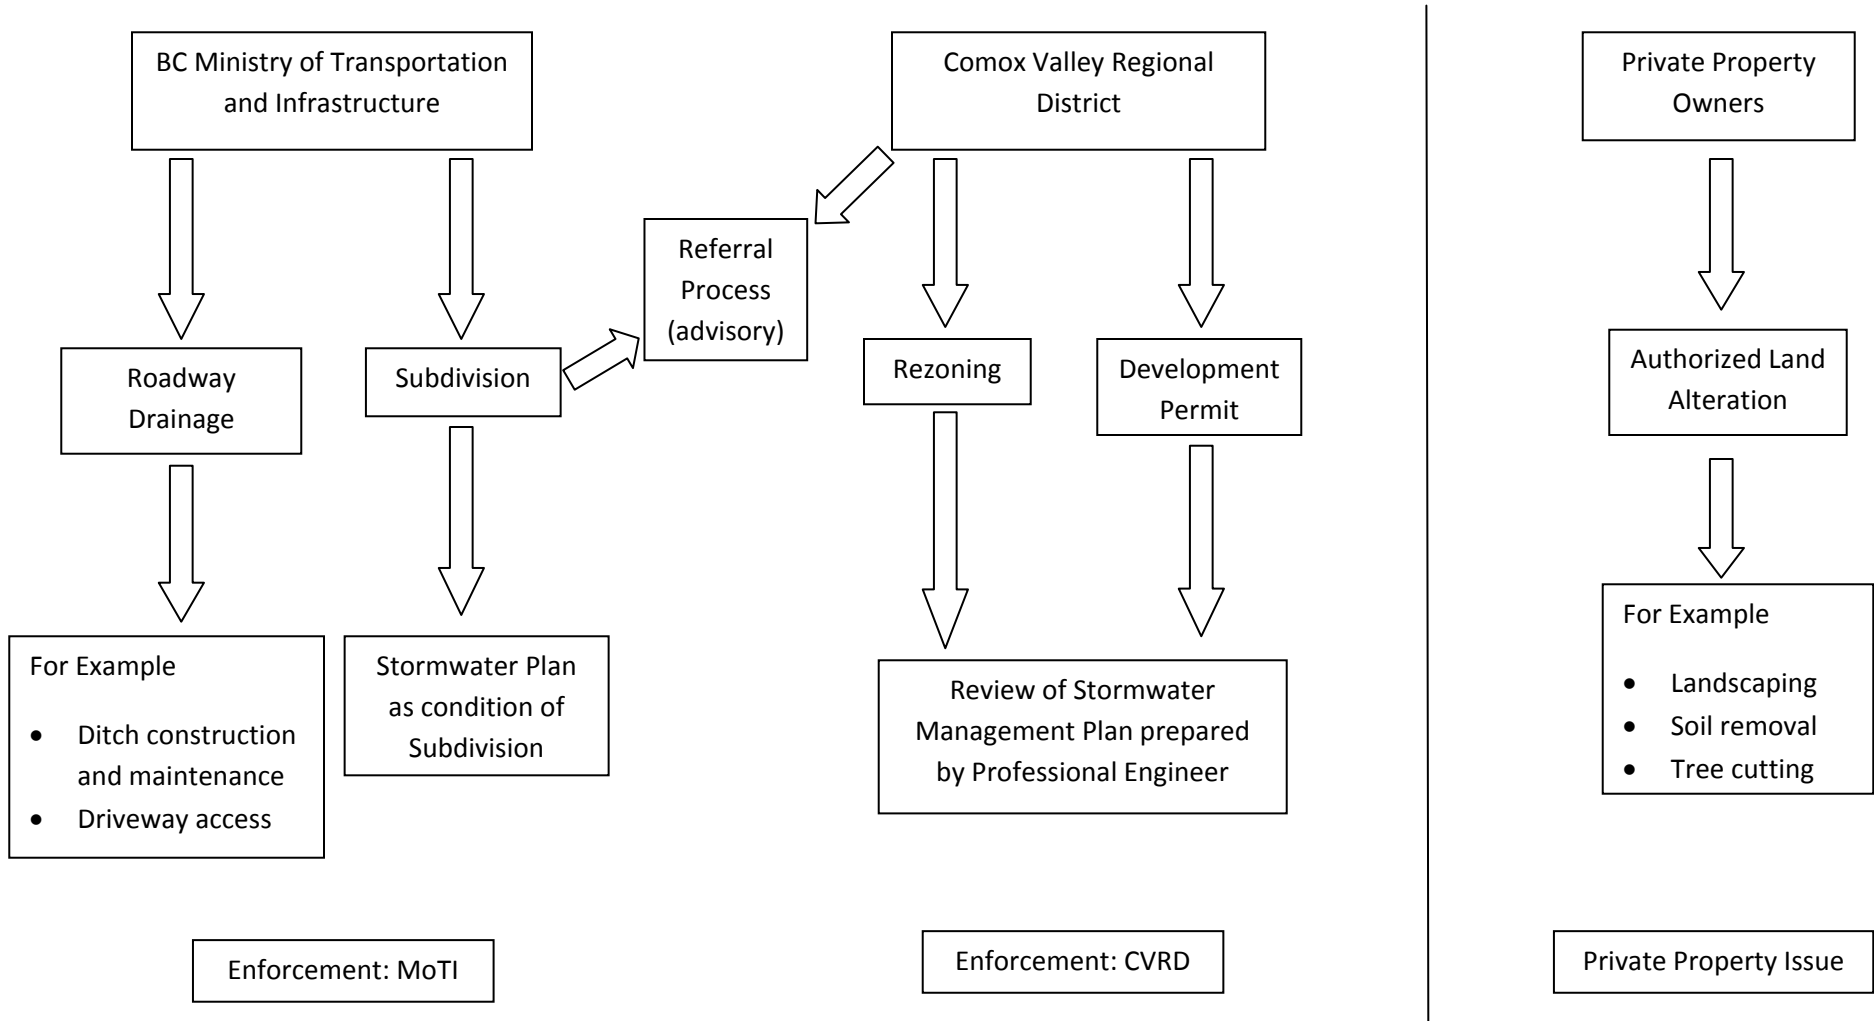 BC Ministry of Transportation
and Infrastructure
Comox Valley Regional
District
Private Property
Owners
Referral
Process
(advisory)
Roadway
Drainage
Subdivision
Rezoning
Development
Permit
Authorized Land
Alteration
For Example
• Ditch construction
and maintenance
• Driveway access
Stormwater Plan
as condition of
Subdivision
Review of Stormwater
Management Plan prepared
by Professional Engineer
For Example
• Landscaping
• Soil removal
• Tree cutting
Enforcement: MoTI
Enforcement: CVRD
Private Property Issue